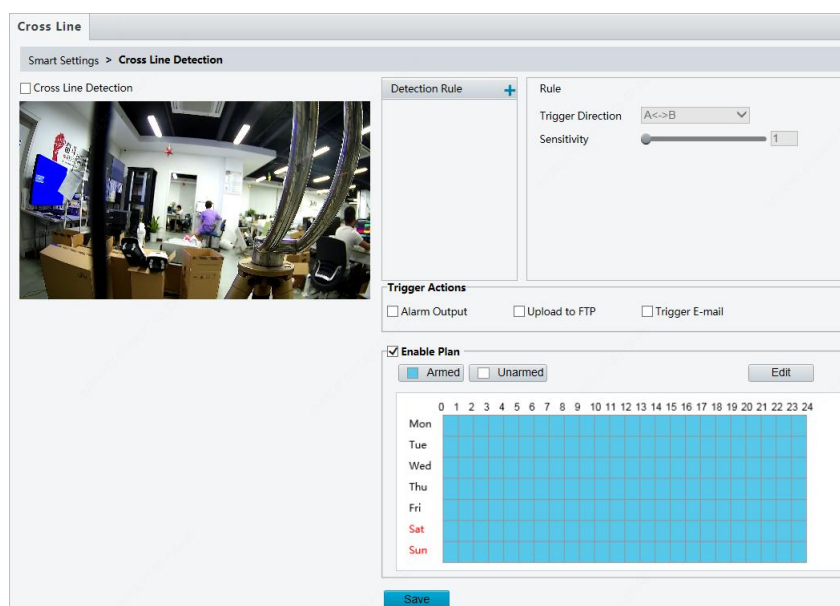 Cross Line
Smart Settings > Cross Line Detection
Cross Line Detection
Detection Rule +
Rule
Trigger Direction A<->B
Sensitivity 1
Trigger Actions
Alarm Output Upload to FTP Trigger E-mail
Enable Plan
Armed Unarmed Edit
0 1 2 3 4 5 6 7 8 9 10 11 12 13 14 15 16 17 18 19 20 21 22 23 24
Mon
Tue
Wed
Thu
Fri
Sat
Sun
Save